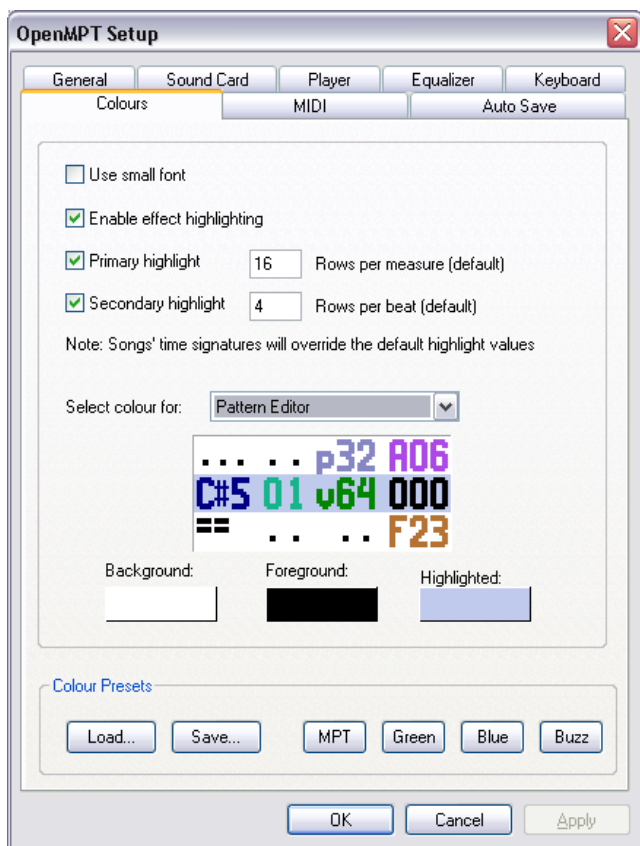 OpenMPT Setup
General Sound Card Player Equalizer Keyboard
Colours MIDI Auto Save
Use small font
Enable effect highlighting
Primary highlight 16 Rows per measure (default)
Secondary highlight 4 Rows per beat (default)
Note: Songs' time signatures will override the default highlight values
Select colour for: Pattern Editor
... .. p32 A06
C#5 01 v64 000
== .. .. F23
Background: Foreground: Highlighted:
Colour Presets
Load... Save... MPT Green Blue Buzz
OK Cancel Apply